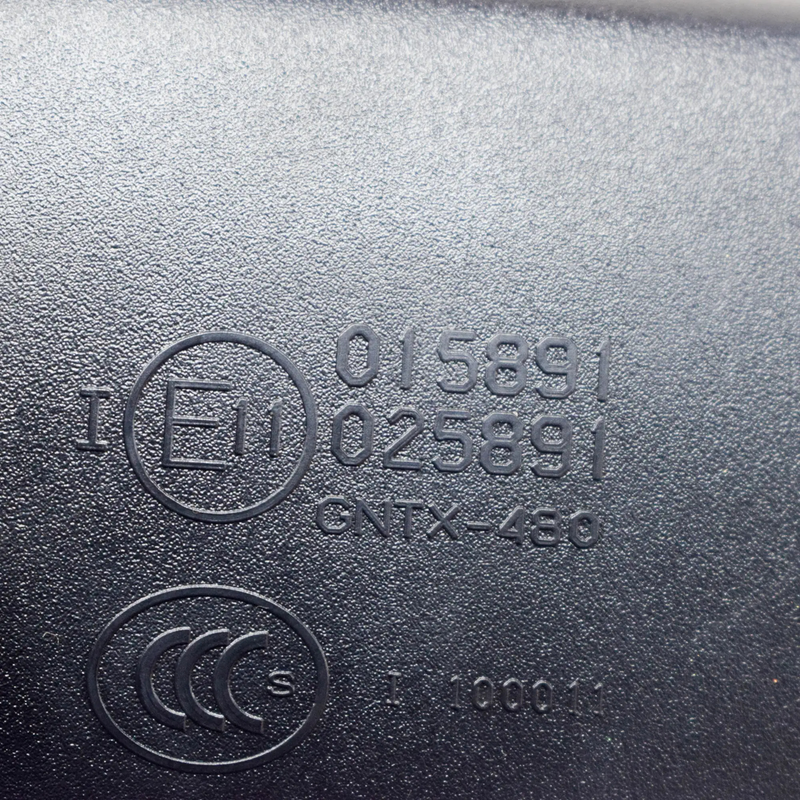 015891
I E11 025891
GNTX-480
CCC S I 100011